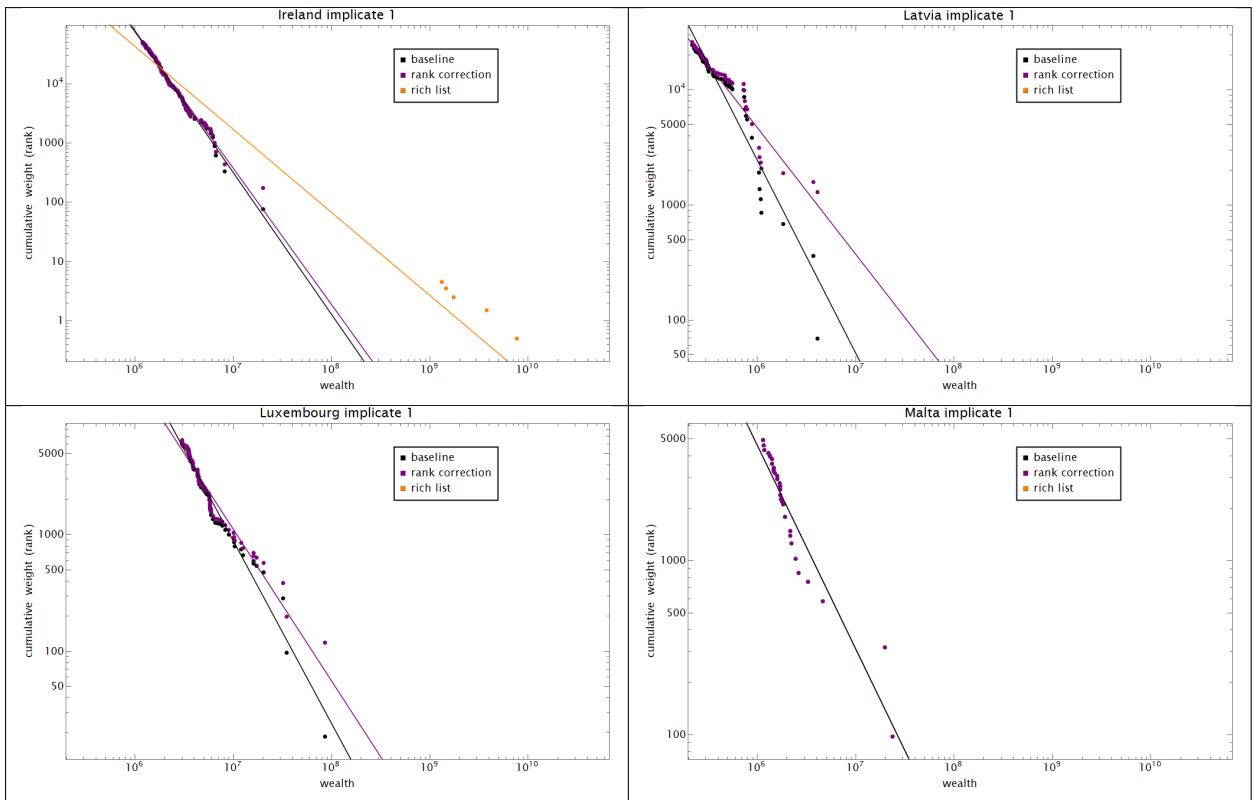 Ireland implicate 1
baseline
rank correction
rich list
cumulative weight (rank)
10^4
1000
100
10
1
10^6
10^7
10^8
10^9
10^10
wealth
Latvia implicate 1
baseline
rank correction
rich list
cumulative weight (rank)
10^4
5000
1000
500
100
50
10^6
10^7
10^8
10^9
10^10
wealth
Luxembourg implicate 1
baseline
rank correction
rich list
cumulative weight (rank)
5000
1000
500
100
50
10^6
10^7
10^8
10^9
10^10
wealth
Malta implicate 1
baseline
rank correction
rich list
cumulative weight (rank)
5000
1000
500
100
10^6
10^7
10^8
10^9
10^10
wealth